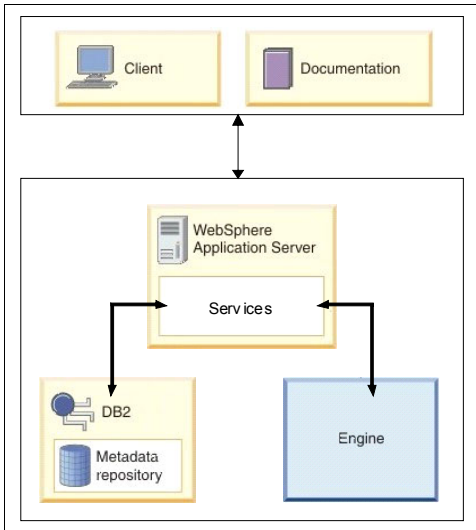 Client
Documentation
WebSphere
Application Server
Services
DB2
Metadata
repository
Engine